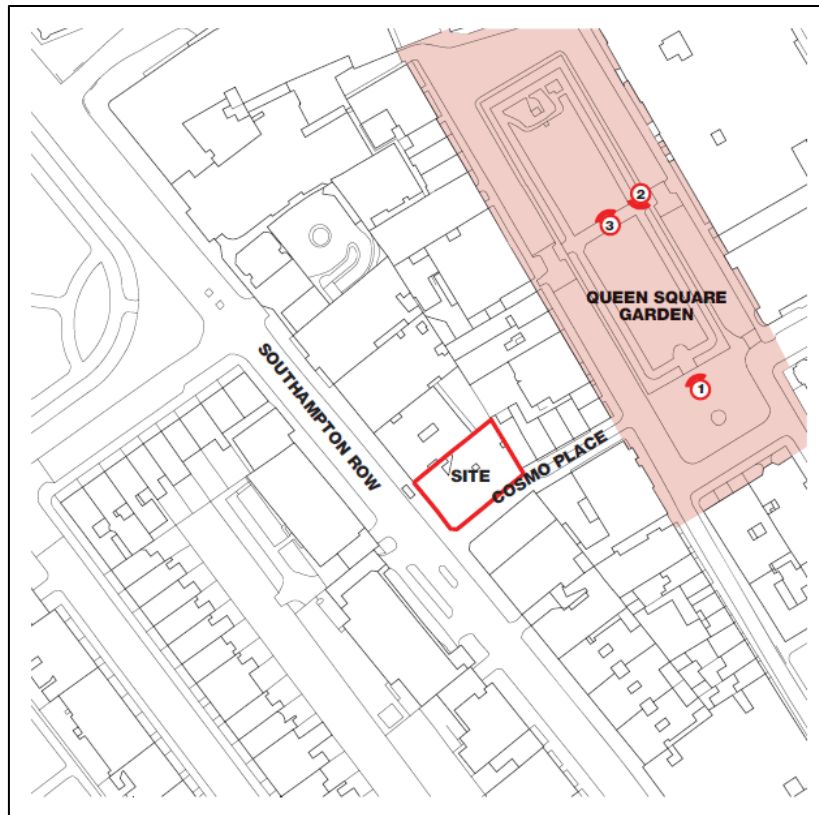 2
3
QUEEN SQUARE
GARDEN
SOUTHAMPTON ROW
1
SITE
COSMO PLACE